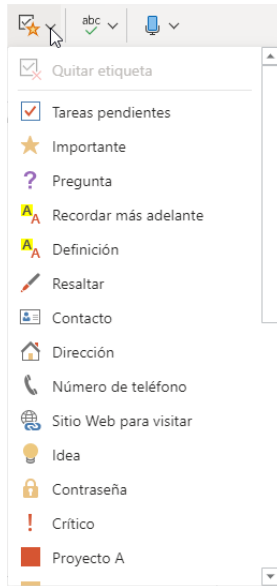 abc
Quitar etiqueta
Tareas pendientes
Importante
? Pregunta
A A Recordar más adelante
A A Definición
Resaltar
Contacto
Dirección
Número de teléfono
Sitio Web para visitar
Idea
Contraseña
! Crítico
Proyecto A